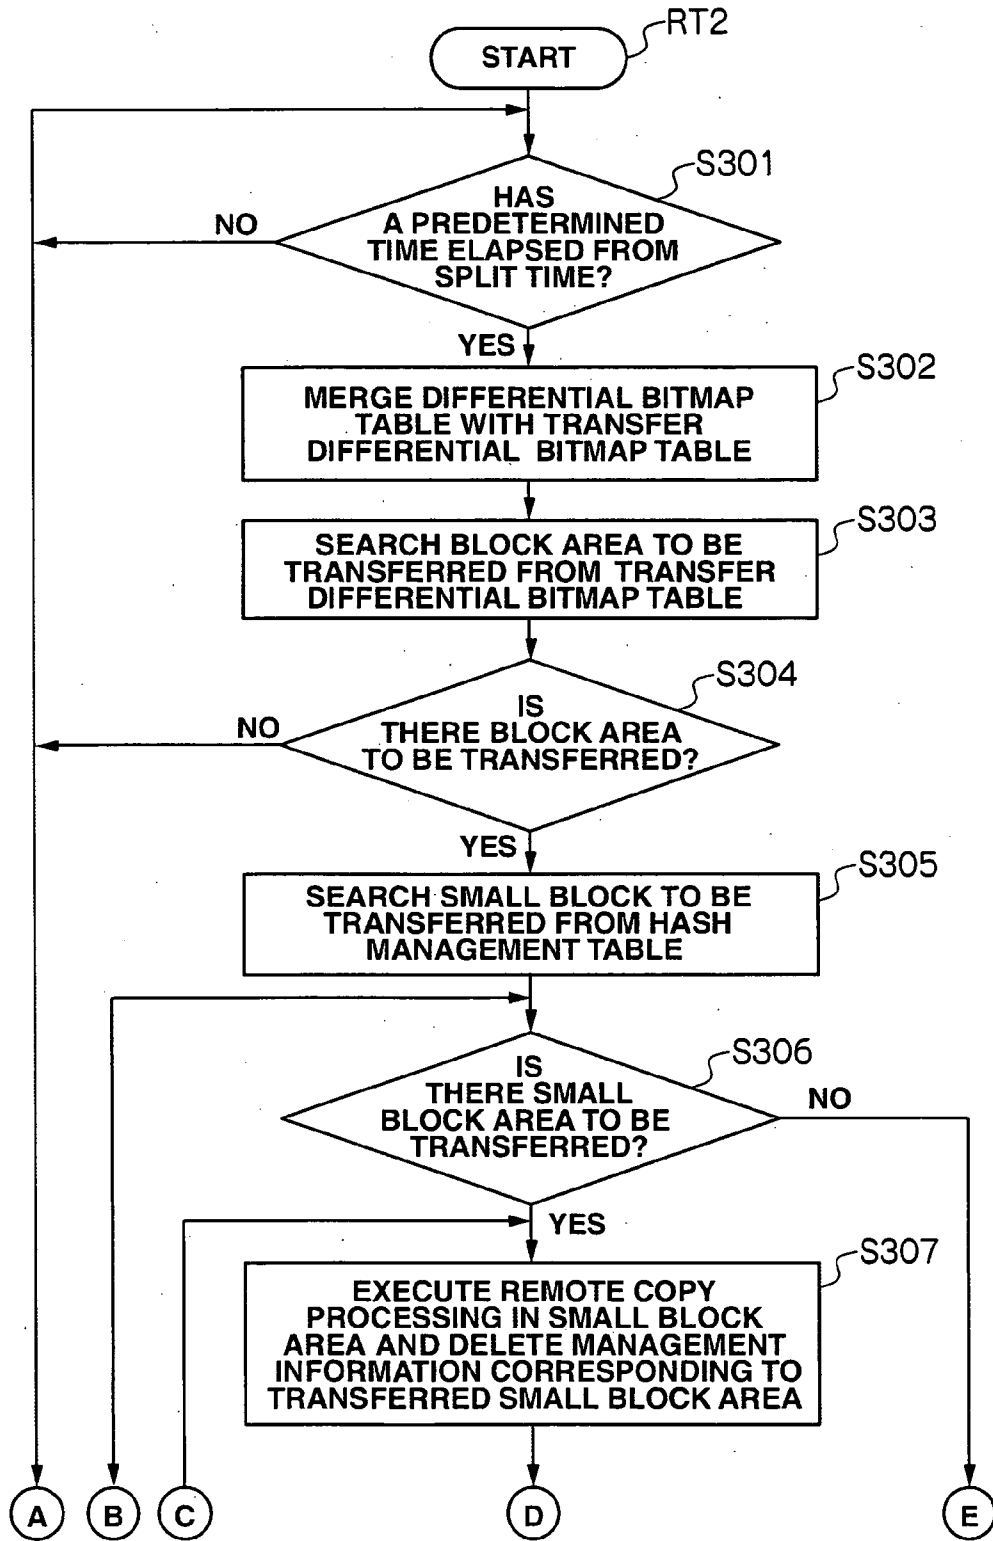 RT2
START
S301
HAS
A PREDETERMINED
TIME ELAPSED FROM
SPLIT TIME?
NO
YES
S302
MERGE DIFFERENTIAL BITMAP
TABLE WITH TRANSFER
DIFFERENTIAL BITMAP TABLE
S303
SEARCH BLOCK AREA TO BE
TRANSFERRED FROM TRANSFER
DIFFERENTIAL BITMAP TABLE
S304
IS
THERE BLOCK AREA
TO BE TRANSFERRED?
NO
YES
S305
SEARCH SMALL BLOCK TO BE
TRANSFERRED FROM HASH
MANAGEMENT TABLE
S306
IS
THERE SMALL
BLOCK AREA TO BE
TRANSFERRED?
NO
YES
S307
EXECUTE REMOTE COPY
PROCESSING IN SMALL BLOCK
AREA AND DELETE MANAGEMENT
INFORMATION CORRESPONDING TO
TRANSFERRED SMALL BLOCK AREA
A
B
C
D
E